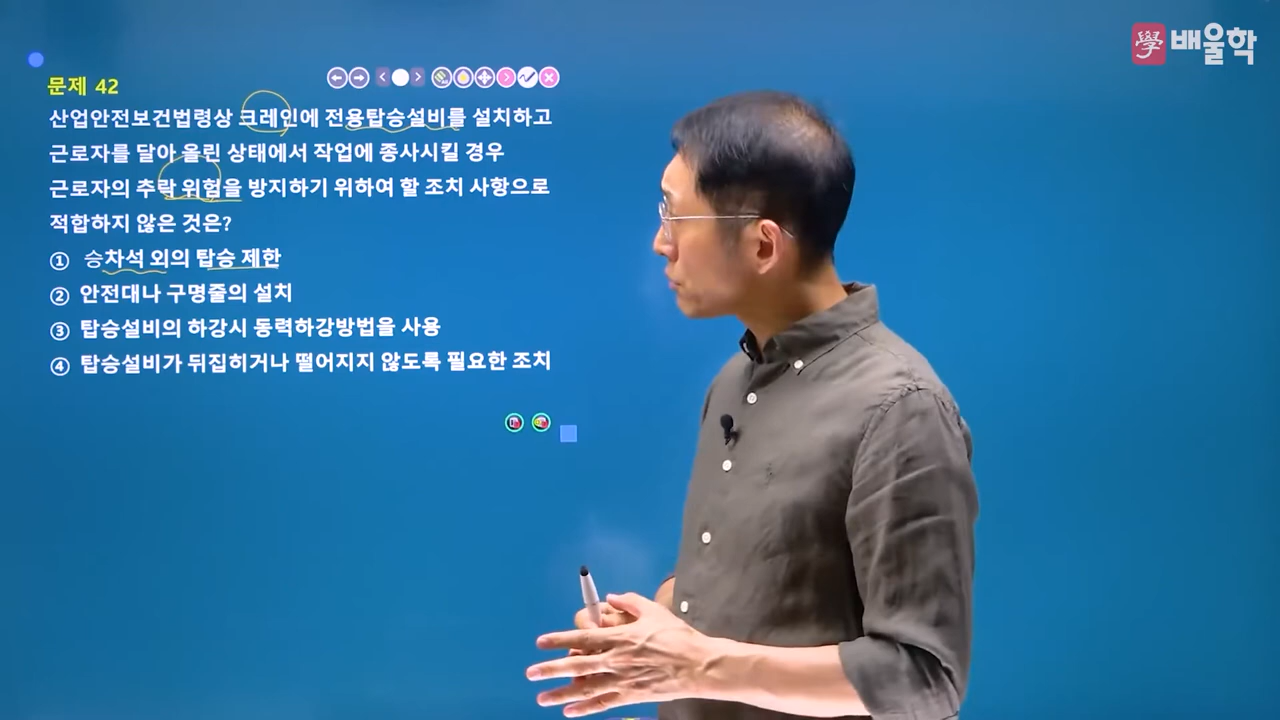 學 배울학
문제 42
산업안전보건법령상 크레인에 전용탑승설비를 설치하고
근로자를 달아 올린 상태에서 작업에 종사시킬 경우
근로자의 추락 위험을 방지하기 위하여 할 조치 사항으로
적합하지 않은 것은?
① 승차석 외의 탑승 제한
② 안전대나 구명줄의 설치
③ 탑승설비의 하강시 동력하강방법을 사용
④ 탑승설비가 뒤집히거나 떨어지지 않도록 필요한 조치